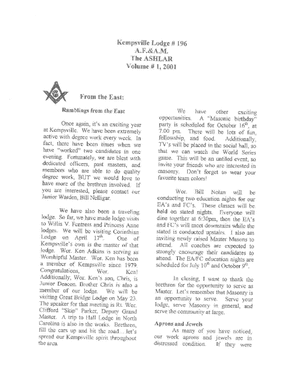 Kempsville Lodge # 196
A.F.&A.M.
The ASHLAR
Volume # 1, 2001
From the East:
Ramblings from the East
Once again, it's an exciting year
at Kempsville. We have been extremely
active with degree work every week. In
fact, there have been times when we
have "worked" two candidates in one
evening. Fortunately, we are blest with
dedicated officers, past masters, and
members who are able to do quality
degree work, BUT we would love to
have more of the brethren involved. If
you are interested, please contact our
Junior Warden, Bill Nelligar.
We have also been a traveling
lodge. So far, we have made lodge visits
to Willis V. Fentress and Princess Anne
lodges. We will be visiting Corinthian
Lodge on April 17th. One of
Kempsville's own is the master of that
lodge. Wor. Ken Adkins is serving as
Worshipful Master. Wor. Ken has been
a member of Kempsville since 1979.
Congratulations, Wor. Ken!
Additionally, Wor. Ken's son, Chris, is
Junior Deacon. Brother Chris is also a
member of our lodge. We will be
visiting Great Bridge Lodge on May 23.
The speaker for that evening is Rt. Wor.
Clifford "Skip" Parker, Deputy Grand
Master. A trip to Hall Lodge in North
Carolina is also in the works. Brethren,
fill the cars up and hit the road . let's
spread our Kempsville spirit throughout
the area.
We have other exciting
opportunities. A "Masonic birthday"
party is scheduled for October 16th, at
7:00 pm. There will be lots of fun,
fellowship, and food. Additionally,
TV's will be placed in the social hall, so
that we can watch the World Series
game. This will be an untiled event, so
invite your friends who are interested in
masonry. Don't forget to wear your
favorite team colors!
Wor. Bill Nolan will be
conducting two education nights for our
EA's and FC's. These classes will be
held on stated nights. Everyone will
dine together at 6:30pm, then the EA's
and FC's will meet downstairs while the
stated is conducted upstairs. I also am
inviting newly raised Master Masons to
attend. All coaches are expected to
strongly encourage their candidates to
attend. The EA/FC education nights are
scheduled for July 10th and October 9th.
In closing, I want to thank the
brethren for the opportunity to serve as
Master. Let's remember that Masonry is
an opportunity to serve. Serve your
lodge, serve Masonry in general, and
serve the community at large.
Aprons and Jewels
As many of you have noticed,
our work aprons and jewels are in
distressed condition. If they were